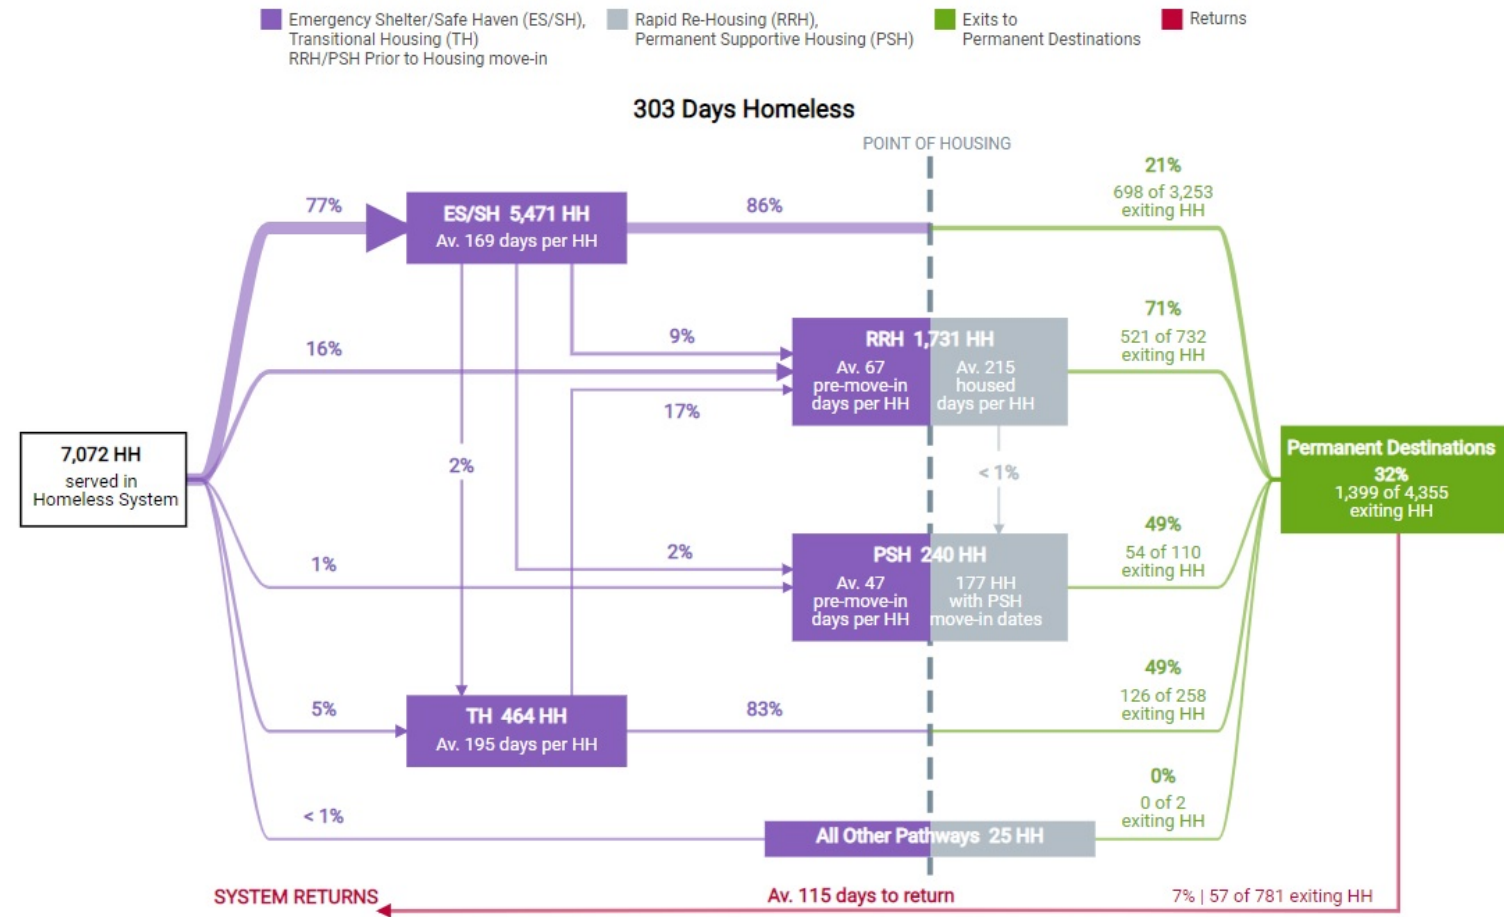 Emergency Shelter/Safe Haven (ES/SH),
Transitional Housing (TH)
RRH/PSH Prior to Housing move-in
Rapid Re-Housing (RRH),
Permanent Supportive Housing (PSH)
Exits to
Permanent Destinations
Returns
303 Days Homeless
POINT OF HOUSING
77%
ES/SH 5,471 HH
Av. 169 days per HH
86%
21%
698 of 3,253
exiting HH
16%
9%
17%
RRH 1,731 HH
Av. 67
pre-move-in
days per HH
Av. 215
housed
days per HH
71%
521 of 732
exiting HH
7,072 HH
served in
Homeless System
2%
< 1%
Permanent Destinations
32%
1,399 of 4,355
exiting HH
1%
2%
PSH 240 HH
Av. 47
pre-move-in
days per HH
177 HH
with PSH
move-in dates
49%
54 of 110
exiting HH
5%
TH 464 HH
Av. 195 days per HH
83%
49%
126 of 258
exiting HH
< 1%
All Other Pathways 25 HH
0%
0 of 2
exiting HH
SYSTEM RETURNS
Av. 115 days to return
7% | 57 of 781 exiting HH